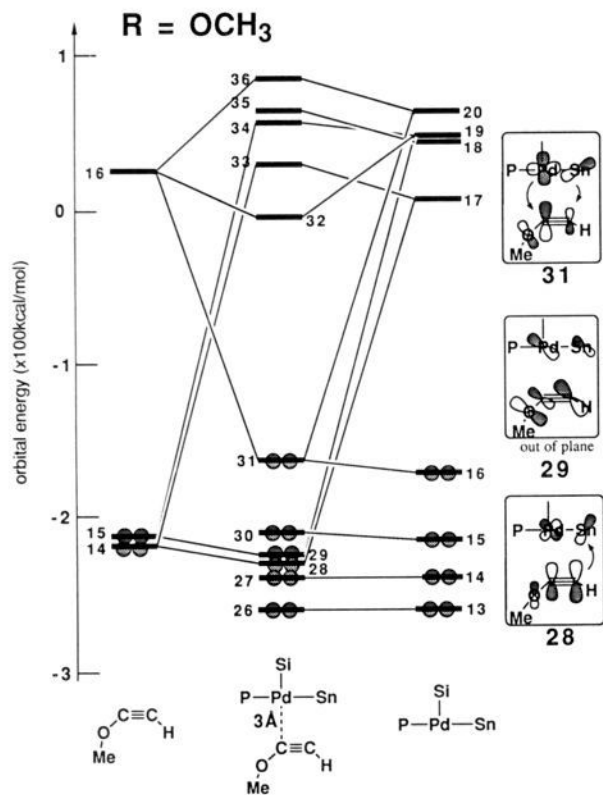 R = OCH3
orbital energy (x100kcal/mol)
1
0
-1
-2
-3
16
15
14
36
35
34
33
32
31
30
29
28
27
26
20
19
18
17
16
15
14
13
P Pd Sn
O
Me
H
31
P Pd Sn
O
Me
H
out of plane
29
P Pd Sn
O
Me
H
28
C≡C
H
O
Me
Si
P—Pd—Sn
3Å
C≡C
H
O
Me
Si
P—Pd—Sn